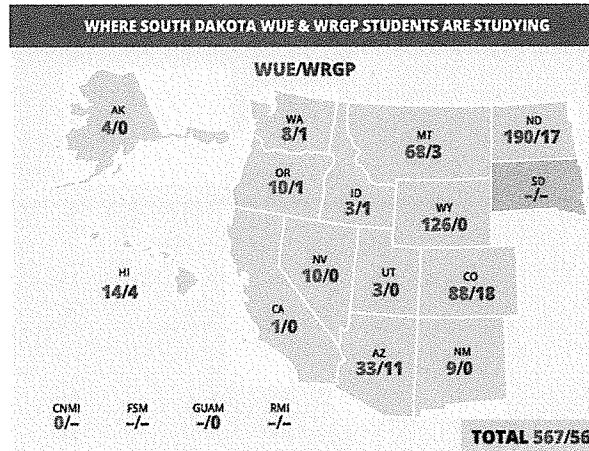 WHERE SOUTH DAKOTA WUE & WRGP STUDENTS ARE STUDYING
WUE/WRGP
AK
4/0
WA
8/1
MT
68/3
ND
190/17
OR
10/1
ID
3/1
WY
126/0
SD
–/–
HI
14/4
NV
10/0
UT
3/0
CO
88/18
CA
1/0
AZ
33/11
NM
9/0
CNMI
0/–
FSM
–/–
GUAM
–/0
RMI
–/–
TOTAL 567/56